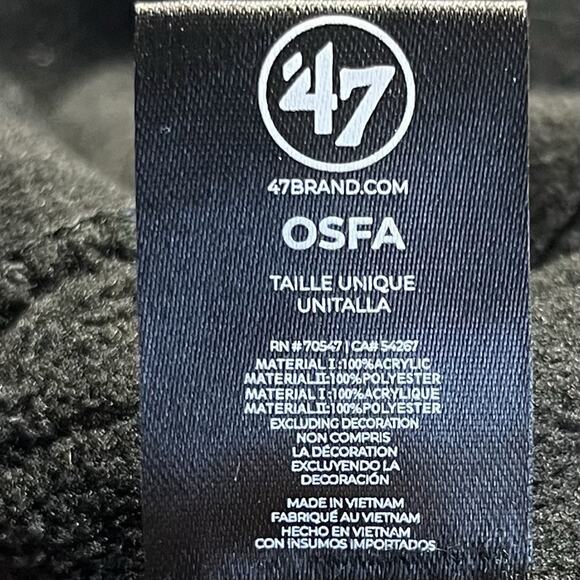 '47
47BRAND.COM
OSFA
TAILLE UNIQUE
UNITALLA
RN # 70547 | CA# 54267
MATERIAL I :100%ACRYLIC
MATERIALII:100%POLYESTER
MATERIAL I :100%ACRYLIQUE
MATERIAL II:100%POLYESTER
EXCLUDING DECORATION
NON COMPRIS
LA DÉCORATION
EXCLUYENDO LA
DECORACIÓN
MADE IN VIETNAM
FABRIQUÉ AU VIETNAM
HECHO EN VIETNAM
CON INSUMOS IMPORTADOS